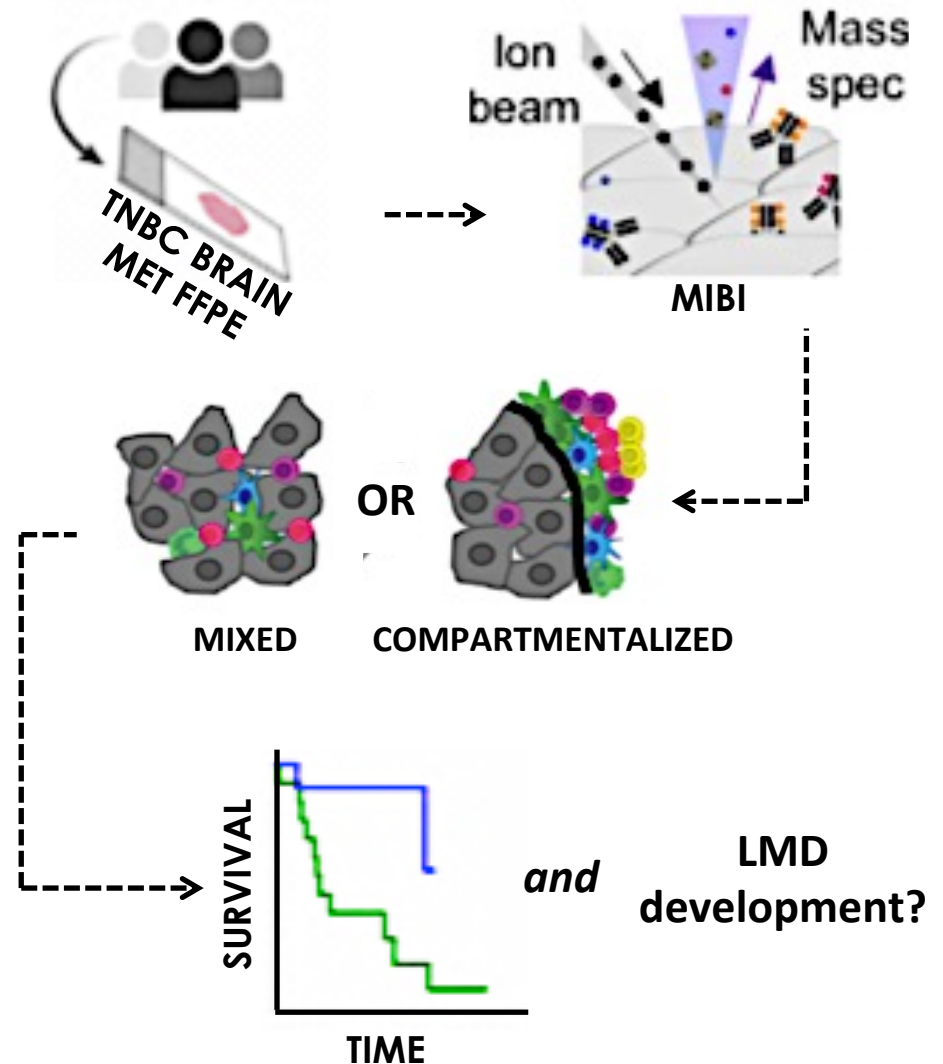 Ion
beam
Mass
spec
TNBC BRAIN
MET FFPE
MIBI
OR
MIXED
COMPARTMENTALIZED
SURVIVAL
TIME
and
LMD
development?